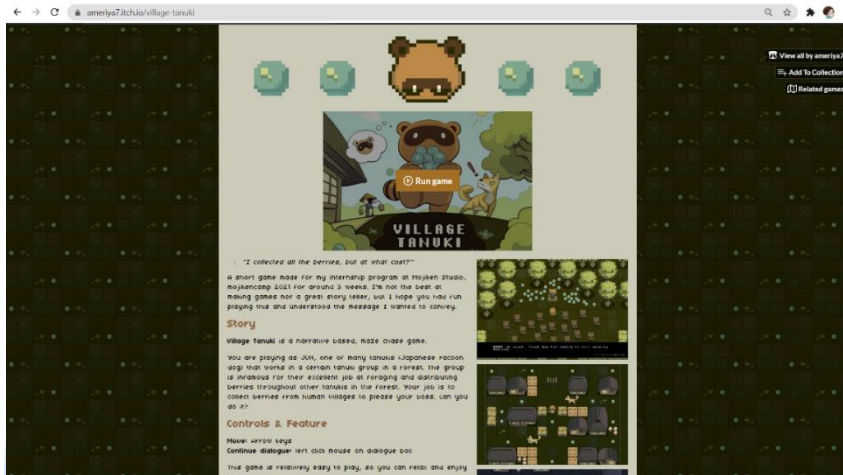 ameriya7.itch.io/village-tanuki
View all by ameriya7
Add To Collection
Related games
Run game
VILLAGE
TANUKI
"I collected all the berries, but at what cost?"
A short game made for my internship program at Mojiken Studio,
mojikencamp 2021 for around 3 weeks. I'm not the best at
making games nor a great story teller, but I hope you had fun
playing this and understood the message I wanted to convey.
Story
Village Tanuki is a narrative based, maze chase game.
You are playing as JUN, one of many tanukis (Japanese raccoon
dog) that works in a certain tanuki group in a forest. The group
is infamous for their excellent job at foraging and distributing
berries throughout other tanukis in the forest. Your job is to
collect berries from human villages to please your boss. Can you
do it?
Controls & Feature
Move: Arrow keys
Continue dialogue: left click mouse on dialogue box
This game is relatively easy to play, so you can relax and enjoy